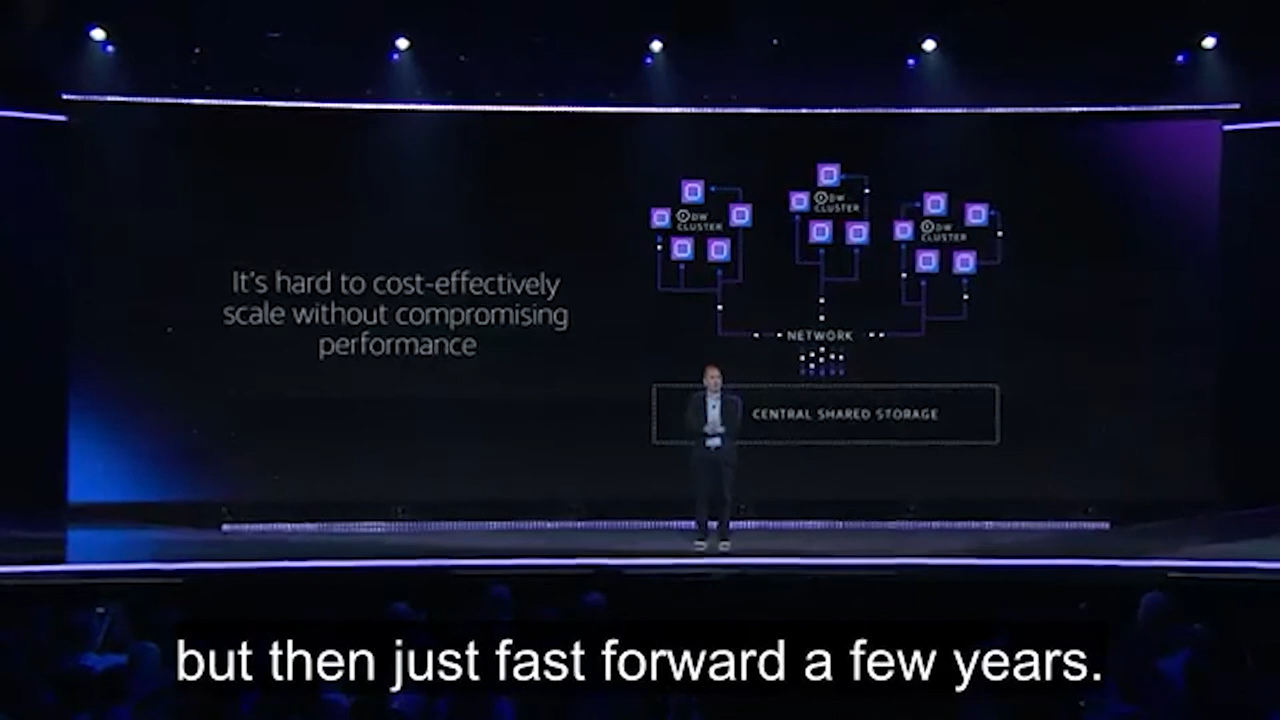 It's hard to cost-effectively
scale without compromising
performance
DW
CLUSTER
DW
CLUSTER
DW
CLUSTER
NETWORK
CENTRAL SHARED STORAGE
but then just fast forward a few years.